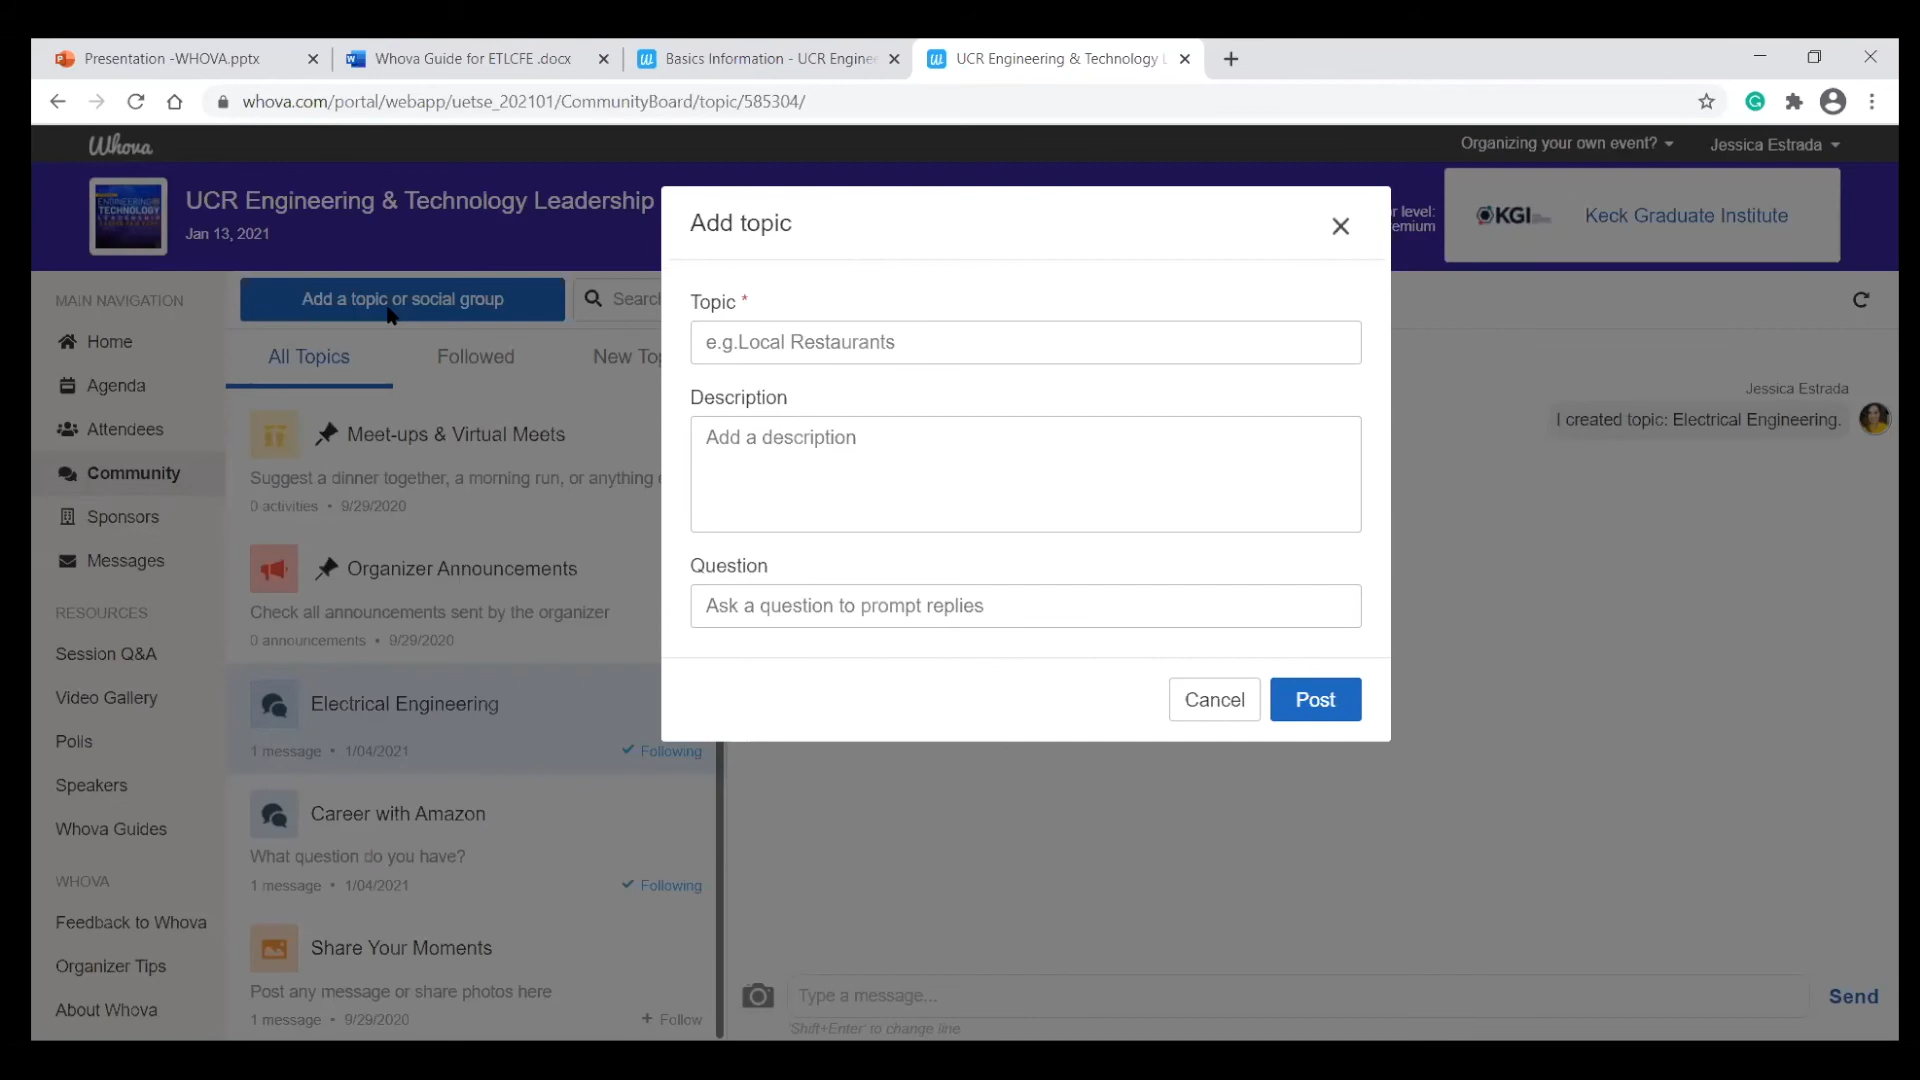 Presentation -WHOVA.pptx
Whova Guide for ETLCFE .docx
Basics Information - UCR Enginee
UCR Engineering & Technology L
whova.com/portal/webapp/uetse_202101/CommunityBoard/topic/585304/
Whova
Organizing your own event?
Jessica Estrada
ENGINEERING
TECHNOLOGY
LEADERSHIP
UCR Engineering & Technology Leadership
Jan 13, 2021
r level:
emium
KGI
Keck Graduate Institute
MAIN NAVIGATION
Home
Agenda
Attendees
Community
Sponsors
Messages
RESOURCES
Session Q&A
Video Gallery
Polls
Speakers
Whova Guides
WHOVA
Feedback to Whova
Organizer Tips
About Whova
Add a topic or social group
Search
All Topics
Followed
New Top
Meet-ups & Virtual Meets
Suggest a dinner together, a morning run, or anything e
0 activities • 9/29/2020
Organizer Announcements
Check all announcements sent by the organizer
0 announcements • 9/29/2020
Electrical Engineering
1 message • 1/04/2021
Following
Career with Amazon
What question do you have?
1 message • 1/04/2021
Following
Share Your Moments
Post any message or share photos here
1 message • 9/29/2020
+ Follow
Add topic
Topic *
e.g.Local Restaurants
Description
Add a description
Question
Ask a question to prompt replies
Cancel
Post
Jessica Estrada
I created topic: Electrical Engineering.
Type a message...
Send
'Shift+Enter' to change line